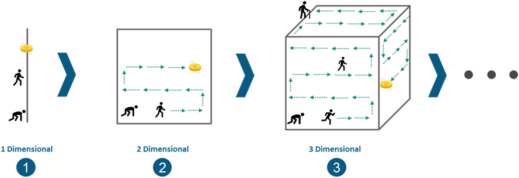 1 Dimensional
2 Dimensional
3 Dimensional
1
2
3